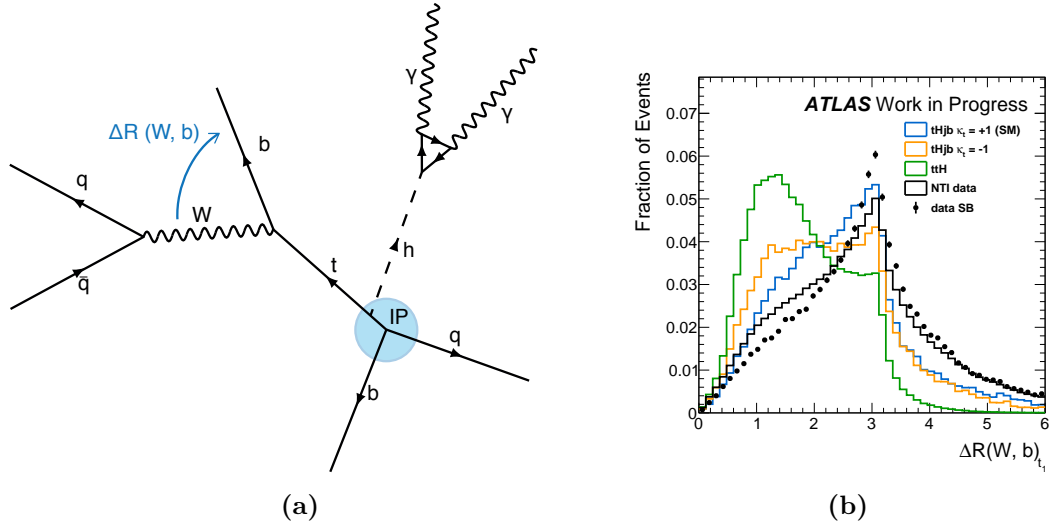 γ
γ
ΔR (W, b)
b
q
W
q̄
h
t
IP
q
b
(a)
Fraction of Events
0.07
0.06
0.05
0.04
0.03
0.02
0.01
0
ATLAS Work in Progress
tHjb κt = +1 (SM)
tHjb κt = -1
ttH
NTI data
data SB
0 1 2 3 4 5 6
ΔR(W, b)t1
(b)